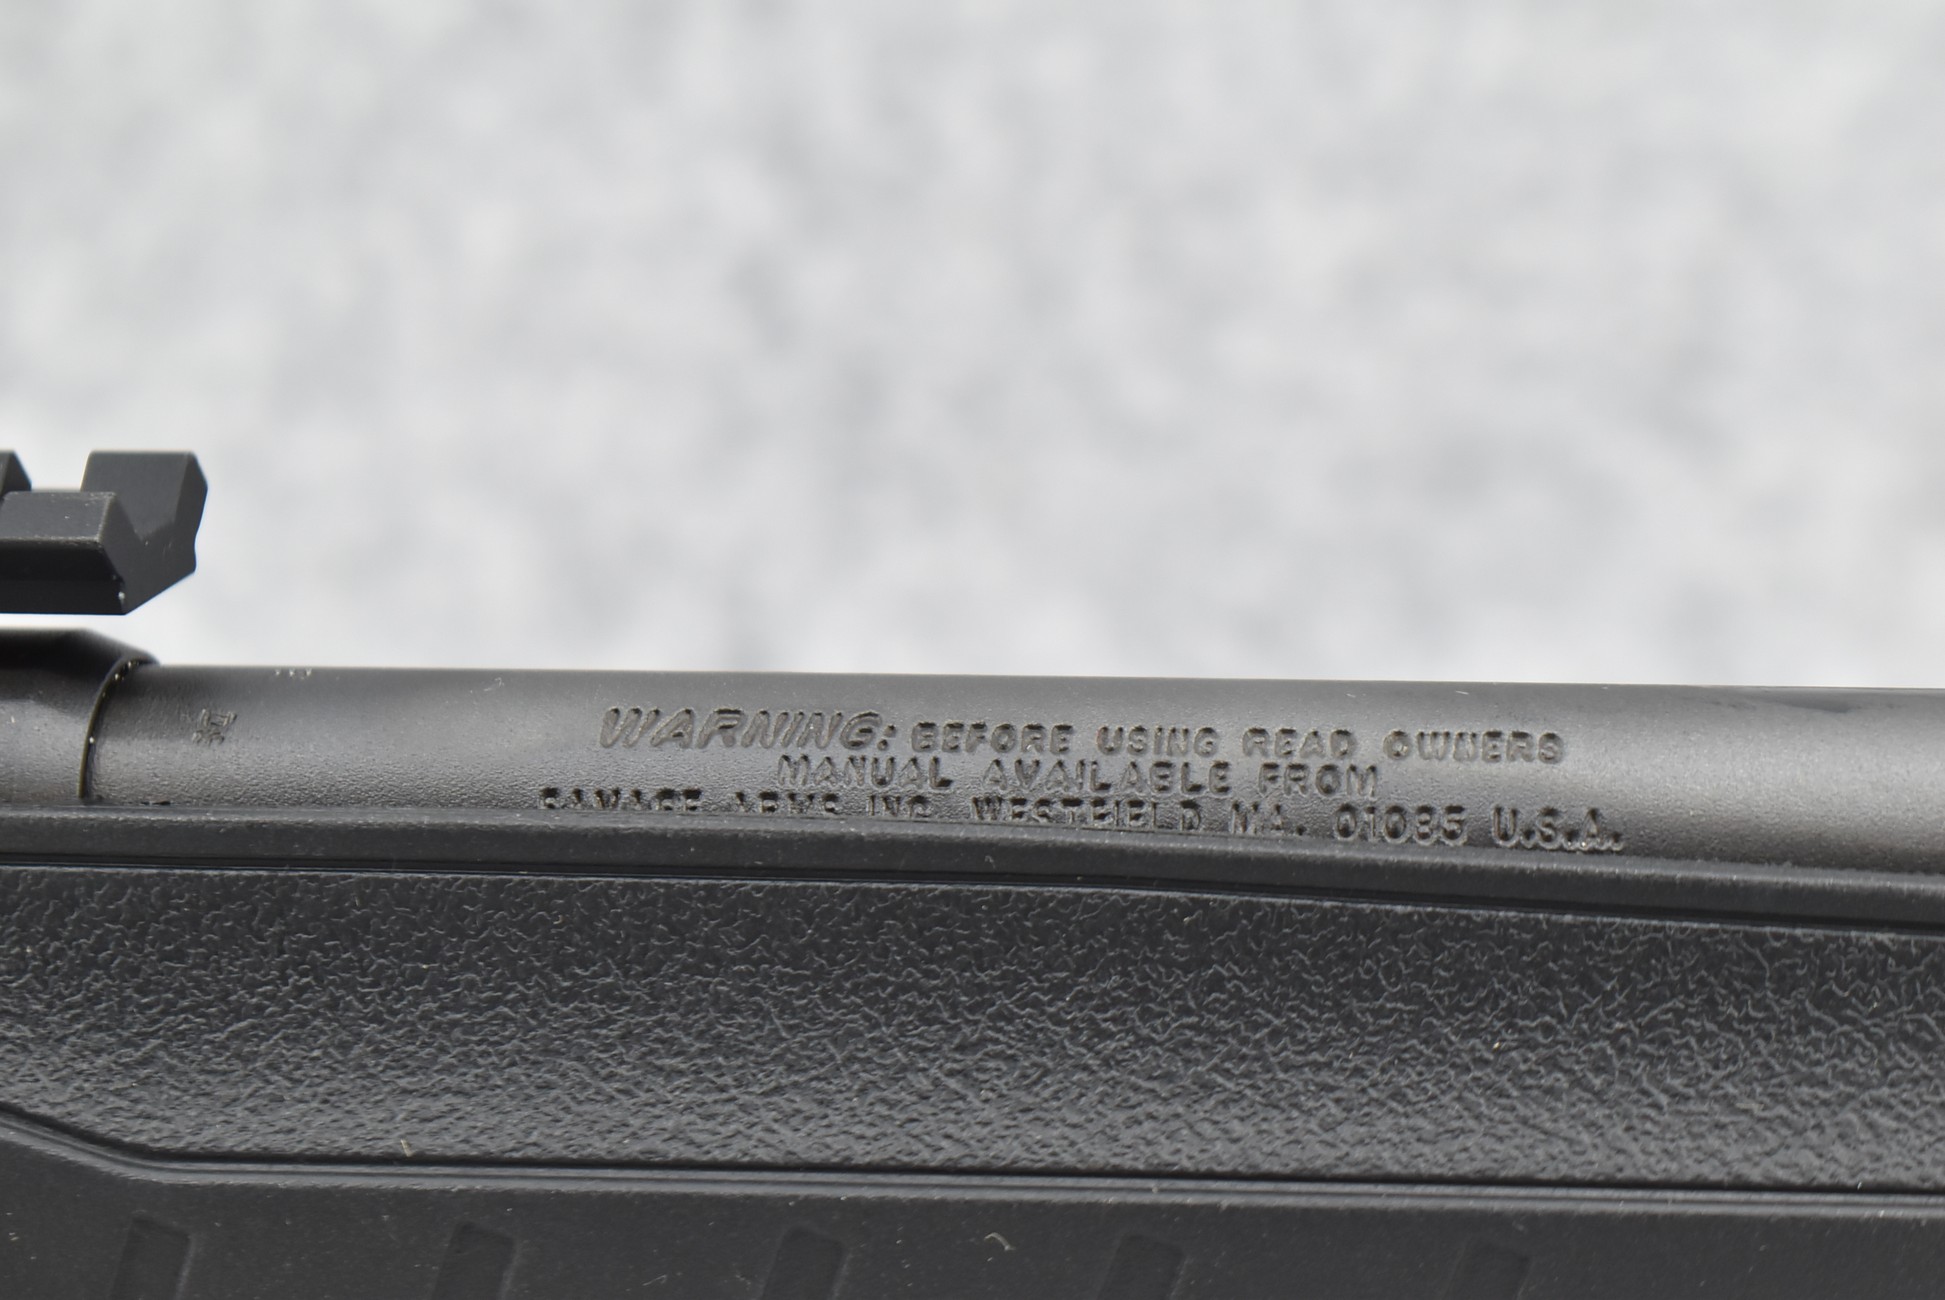 WARNING: BEFORE USING READ OWNERS
MANUAL AVAILABLE FROM
SAVAGE ARMS INC. WESTFIELD MA. 01085 U.S.A.